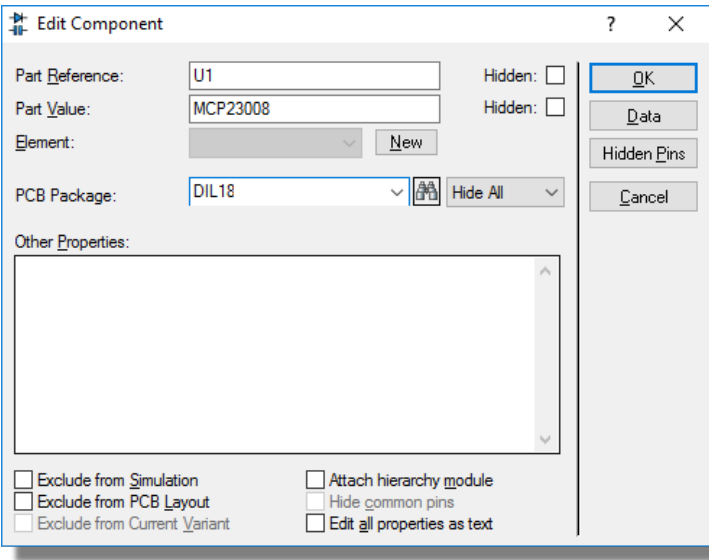 Edit Component ?
Part Reference: U1 Hidden: OK
Part Value: MCP23008 Hidden: Data
Element: New Hidden Pins
PCB Package: DIL18 Hide All Cancel
Other Properties:
Exclude from Simulation Attach hierarchy module
Exclude from PCB Layout Hide common pins
Exclude from Current Variant Edit all properties as text